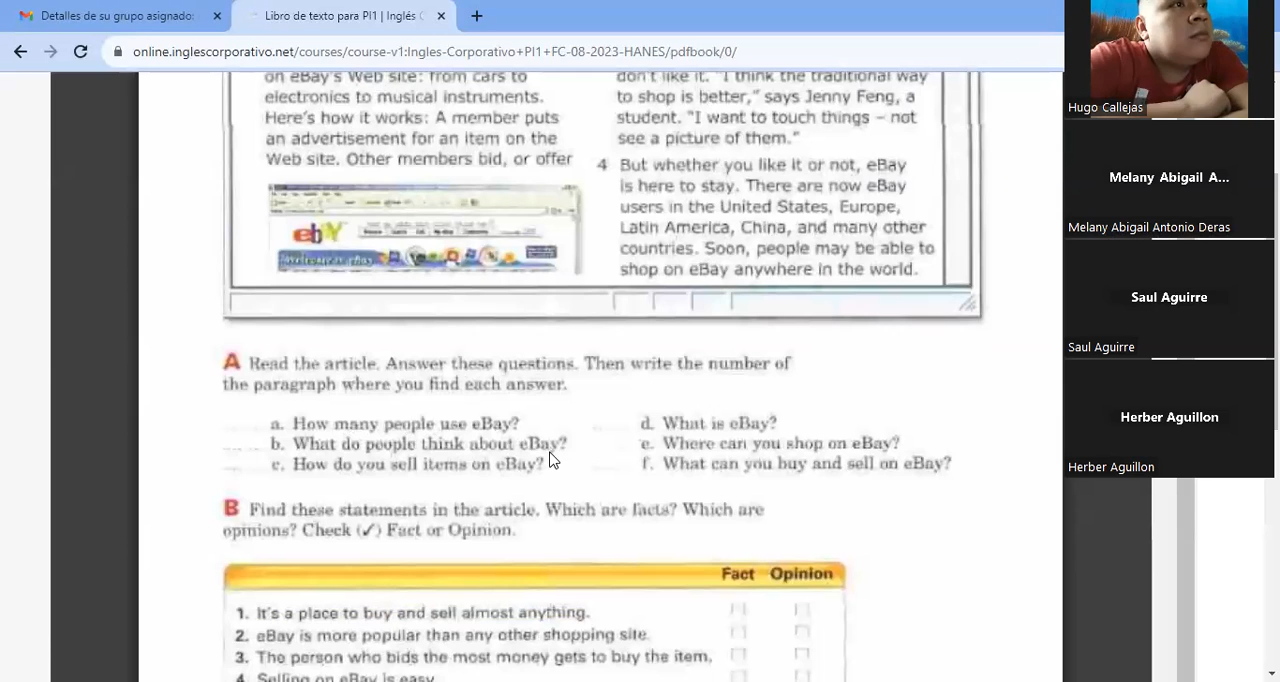 Detalles de su grupo asignado:
Libro de texto para PI1 | Inglés C
online.inglescorporativo.net/courses/course-v1:Ingles-Corporativo+PI1+FC-08-2023-HANES/pdfbook/0/
on eBay's Web site: from cars to
electronics to musical instruments.
Here's how it works: A member puts
an advertisement for an item on the
Web site. Other members bid, or offer
ebY
don't like it. "I think the traditional way
to shop is better," says Jenny Feng, a
student. "I want to touch things – not
see a picture of them."
4 But whether you like it or not, eBay
is here to stay. There are now eBay
users in the United States, Europe,
Latin America, China, and many other
countries. Soon, people may be able to
shop on eBay anywhere in the world.
A Read the article. Answer these questions. Then write the number of
the paragraph where you find each answer.
a. How many people use eBay?
b. What do people think about eBay?
c. How do you sell items on eBay?
d. What is eBay?
e. Where can you shop on eBay?
f. What can you buy and sell on eBay?
B Find these statements in the article. Which are facts? Which are
opinions? Check (✓) Fact or Opinion.
Fact Opinion
1. It's a place to buy and sell almost anything.
2. eBay is more popular than any other shopping site.
3. The person who bids the most money gets to buy the item.
4. Selling on eBay is easy.
Hugo Callejas
Melany Abigail A...
Melany Abigail Antonio Deras
Saul Aguirre
Saul Aguirre
Herber Aguillon
Herber Aguillon